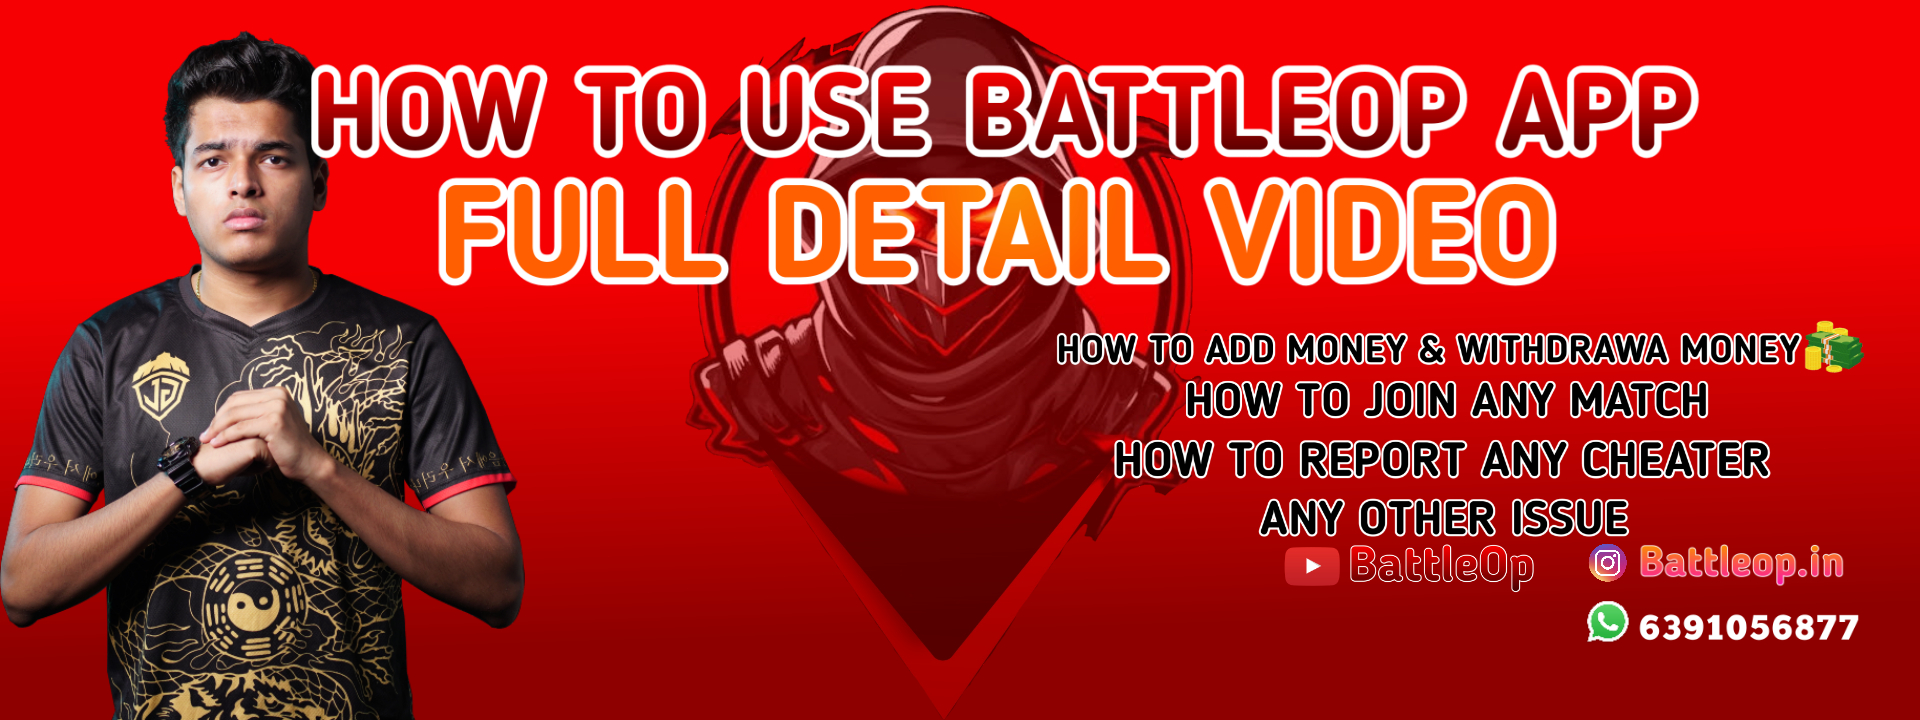 HOW TO USE BATTLEOP APP
FULL DETAIL VIDEO
HOW TO ADD MONEY & WITHDRAWA MONEY
HOW TO JOIN ANY MATCH
HOW TO REPORT ANY CHEATER
ANY OTHER ISSUE
BattleOp
Battleop.in
6391056877
JG